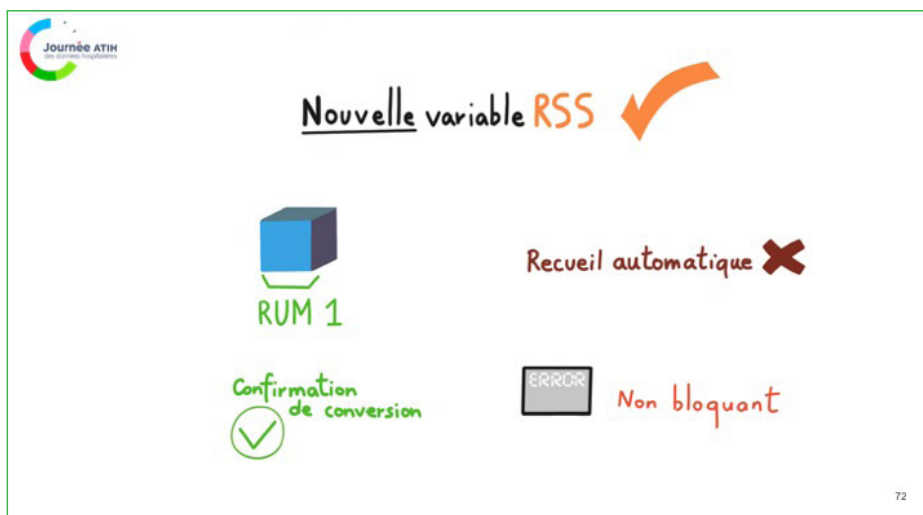 Journée ATIH
des données hospitalières
Nouvelle variable RSS
RUM 1
Recueil automatique
Confirmation
de conversion
ERROR
Non bloquant
72